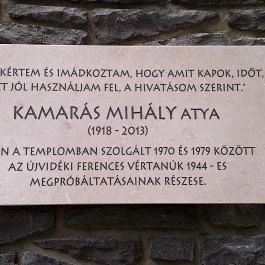 KÉRTEM ÉS IMÁDKOZTAM, HOGY AMIT KAPOK, IDŐT,
T JÓL HASZNÁLJAM FEL, A HIVATÁSOM SZERINT."
KAMARÁS MIHÁLY ATYA
(1918 - 2013)
N A TEMPLOMBAN SZOLGÁLT 1970 ÉS 1979 KÖZÖTT
AZ ÚJVIDÉKI FERENCES VÉRTANÚK 1944 - ES
MEGPRÓBÁLTATÁSAINAK RÉSZESE.